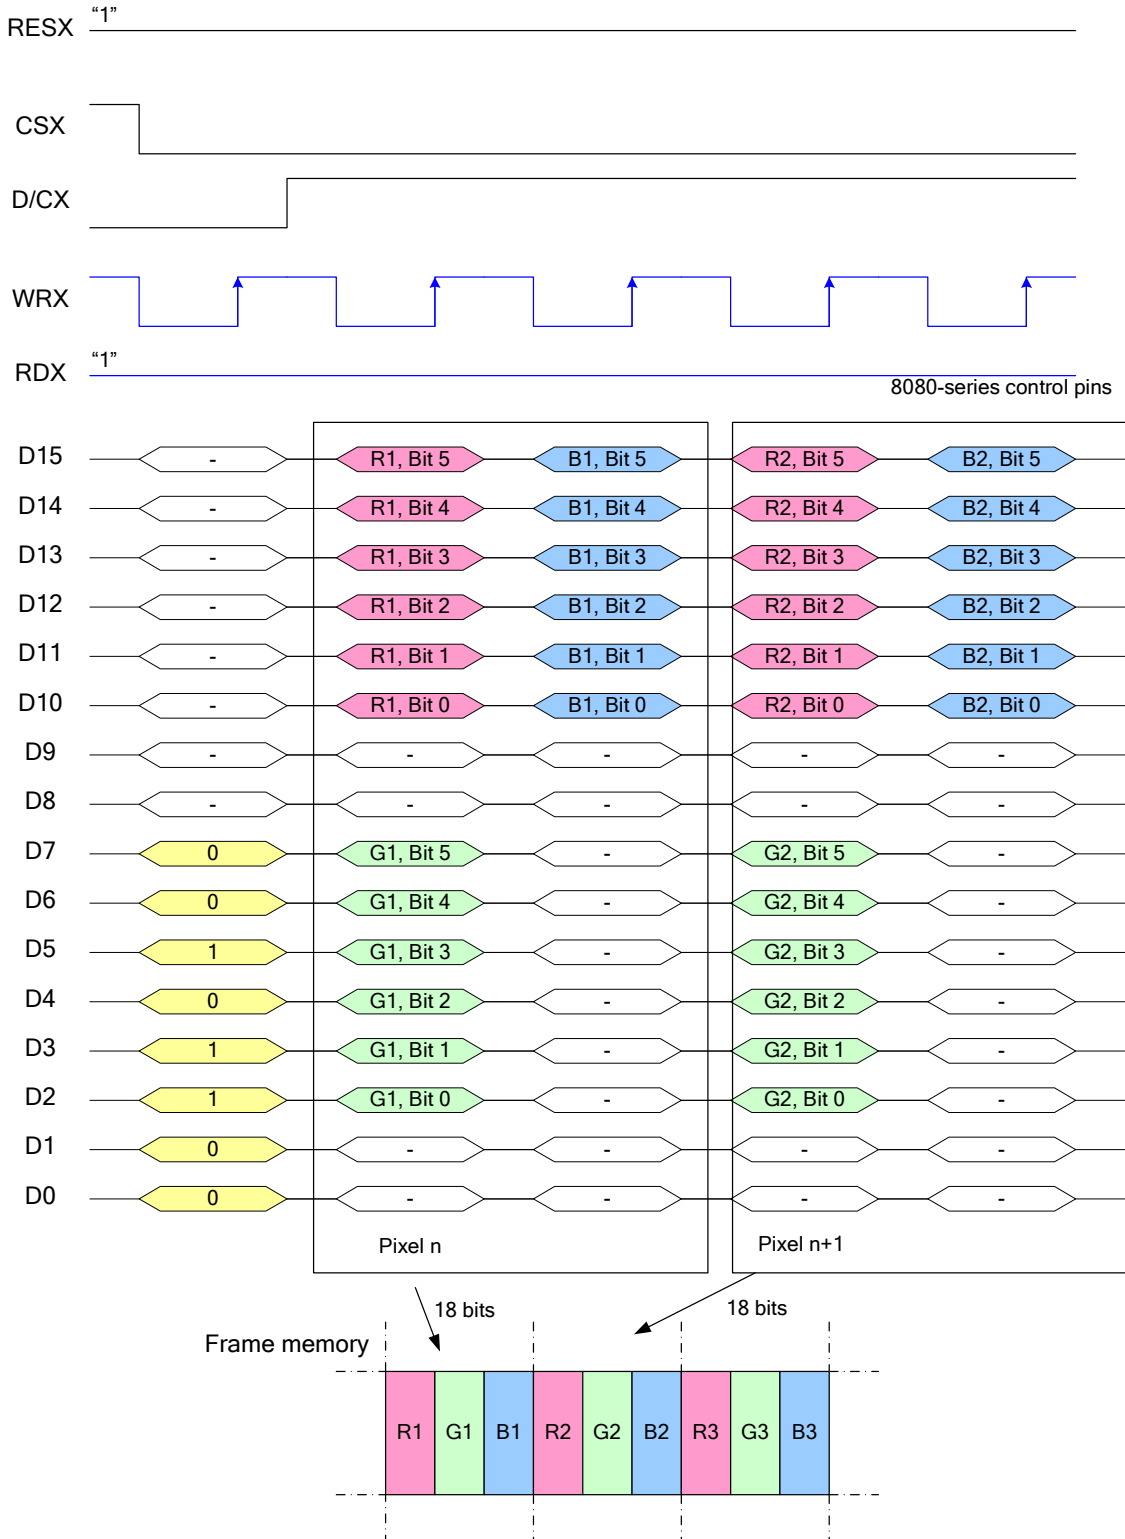 RESX “1”
CSX
D/CX
WRX
RDX “1”
8080-series control pins
D15 - R1, Bit 5 B1, Bit 5 R2, Bit 5 B2, Bit 5
D14 - R1, Bit 4 B1, Bit 4 R2, Bit 4 B2, Bit 4
D13 - R1, Bit 3 B1, Bit 3 R2, Bit 3 B2, Bit 3
D12 - R1, Bit 2 B1, Bit 2 R2, Bit 2 B2, Bit 2
D11 - R1, Bit 1 B1, Bit 1 R2, Bit 1 B2, Bit 1
D10 - R1, Bit 0 B1, Bit 0 R2, Bit 0 B2, Bit 0
D9 - - - - -
D8 - - - - -
D7 0 G1, Bit 5 - G2, Bit 5 -
D6 0 G1, Bit 4 - G2, Bit 4 -
D5 1 G1, Bit 3 - G2, Bit 3 -
D4 0 G1, Bit 2 - G2, Bit 2 -
D3 1 G1, Bit 1 - G2, Bit 1 -
D2 1 G1, Bit 0 - G2, Bit 0 -
D1 0 - - - -
D0 0 - - - -
Pixel n Pixel n+1
18 bits 18 bits
Frame memory
R1 G1 B1 R2 G2 B2 R3 G3 B3